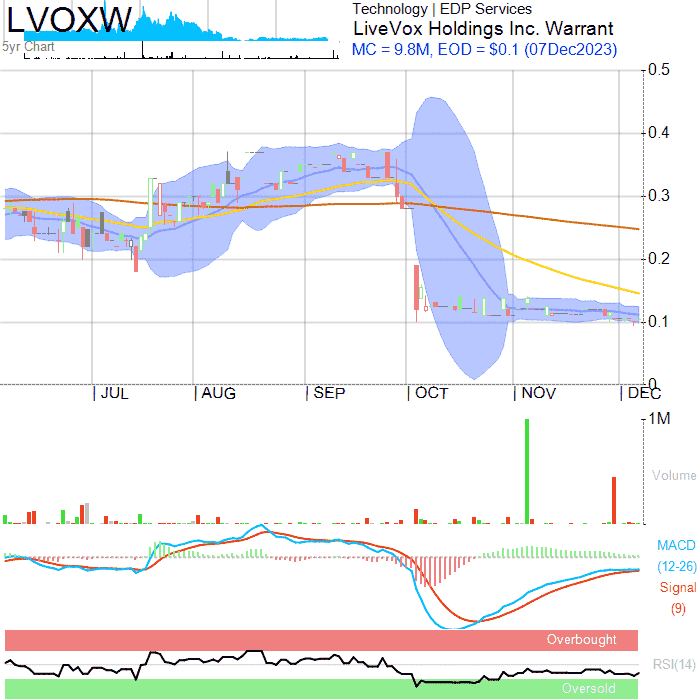 LVOXW
5yr Chart
Technology | EDP Services
LiveVox Holdings Inc. Warrant
MC = 9.8M, EOD = $0.1 (07Dec2023)
0.5
0.4
0.3
0.2
0.1
0
JUL
AUG
SEP
OCT
NOV
DEC
1M
Volume
MACD
(12-26)
Signal
(9)
Overbought
RSI(14)
Oversold